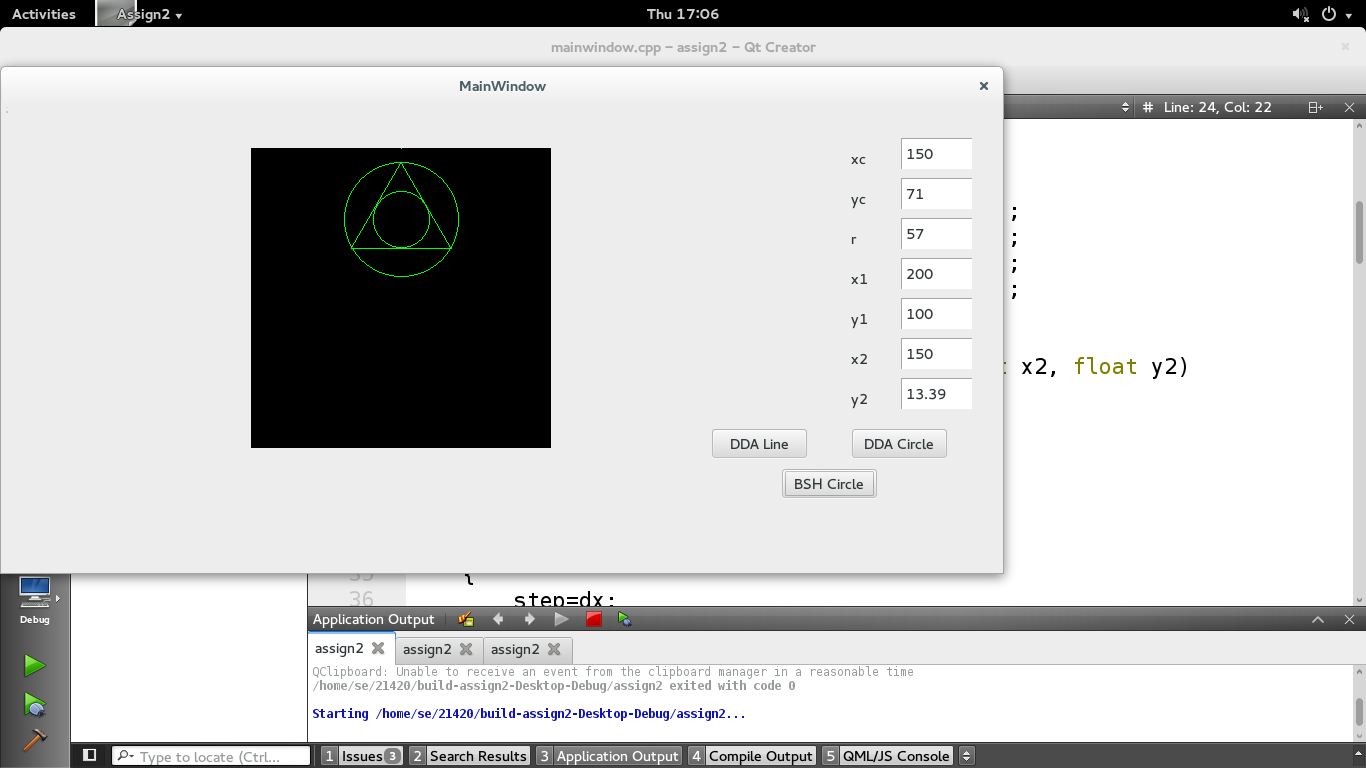 Activities Assign2 Thu 17:06
mainwindow.cpp – assign2 – Qt Creator
MainWindow
# Line: 24, Col: 22
xc 150
yc 71
;
r 57
;
;
x1 200
;
y1 100
x2 150
x2, float y2)
y2 13.39
DDA Line DDA Circle
BSH Circle
{
36 step=dx;
Debug
Application Output
assign2 assign2 assign2
QClipboard: Unable to receive an event from the clipboard manager in a reasonable time
/home/se/21420/build-assign2-Desktop-Debug/assign2 exited with code 0
Starting /home/se/21420/build-assign2-Desktop-Debug/assign2...
Type to locate (Ctrl... 1 Issues 3 2 Search Results 3 Application Output 4 Compile Output 5 QML/JS Console